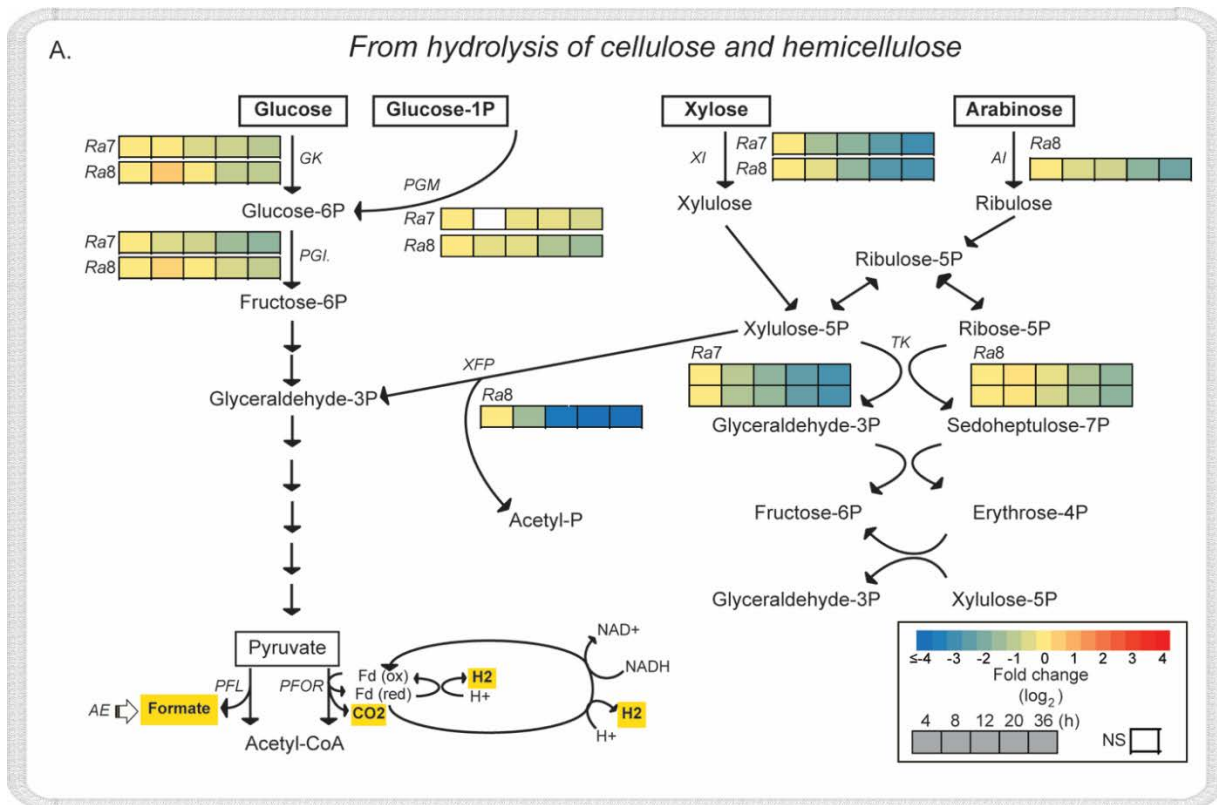 A.
From hydrolysis of cellulose and hemicellulose
Glucose
Glucose-1P
Xylose
Arabinose
Ra7
Ra8
GK
PGM
Ra7
XI
Ra8
AI
Ra8
Glucose-6P
Ra7
Ra8
Xylulose
Ribulose
Ra7
Ra8
PGI.
Ribulose-5P
Fructose-6P
Xylulose-5P
Ribose-5P
XFP
Ra7
TK
Ra8
Glyceraldehyde-3P
Ra8
Glyceraldehyde-3P
Sedoheptulose-7P
Acetyl-P
Fructose-6P
Erythrose-4P
Glyceraldehyde-3P
Xylulose-5P
Pyruvate
PFL
PFOR
Fd (ox)
Fd (red)
H2
H+
NAD+
NADH
AE
Formate
CO2
H2
H+
Acetyl-CoA
≤-4 -3 -2 -1 0 1 2 3 4
Fold change
(log2)
4 8 12 20 36 (h)
NS